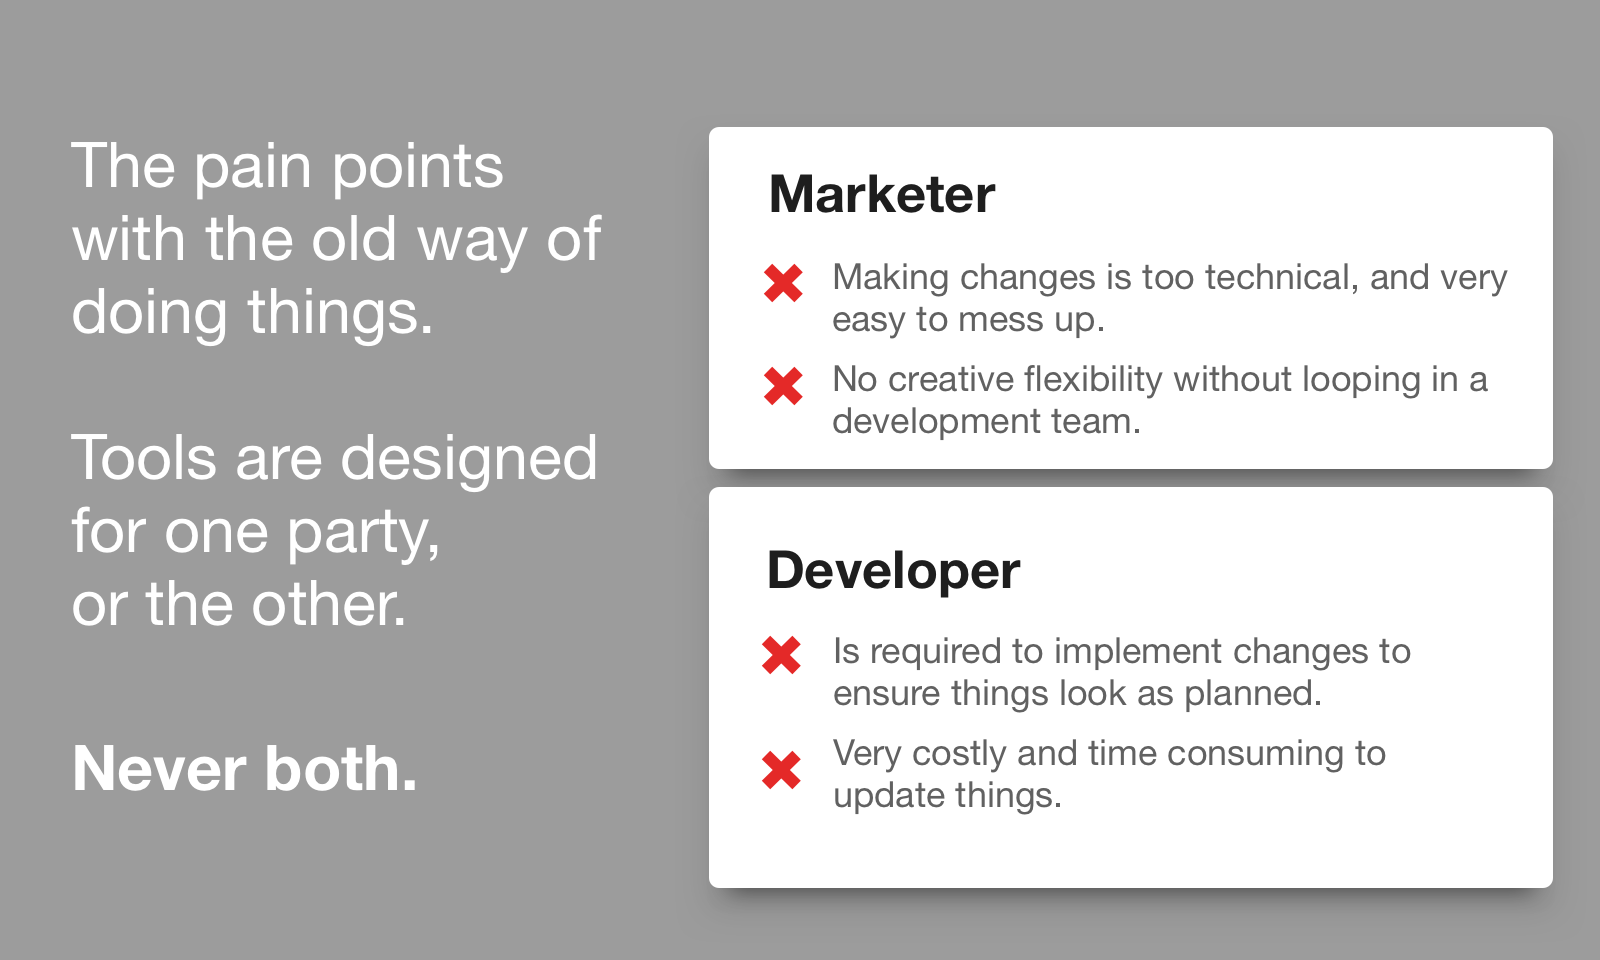 The pain points
with the old way of
doing things.
Tools are designed
for one party,
or the other.
Never both.
Marketer
Making changes is too technical, and very
easy to mess up.
No creative flexibility without looping in a
development team.
Developer
Is required to implement changes to
ensure things look as planned.
Very costly and time consuming to
update things.